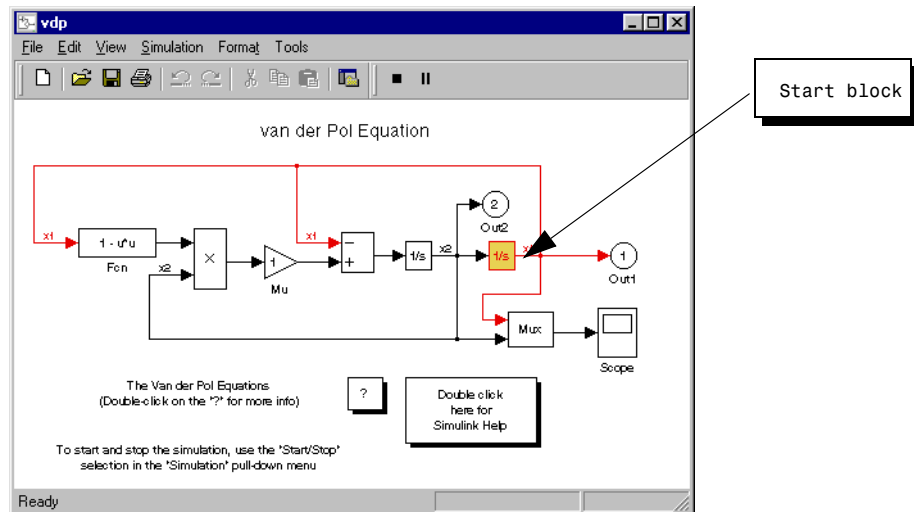 vdp
File Edit View Simulation Format Tools
Start block
van der Pol Equation
2
Out2
x1
1 - u*u
Fcn
x2
×
1
Mu
x1
−
+
1/s
x2
1/s
x1
1
Out1
Mux
Scope
The Van der Pol Equations
(Double-click on the "?" for more info)
?
Double click
here for
Simulink Help
To start and stop the simulation, use the "Start/Stop"
selection in the "Simulation" pull-down menu
Ready